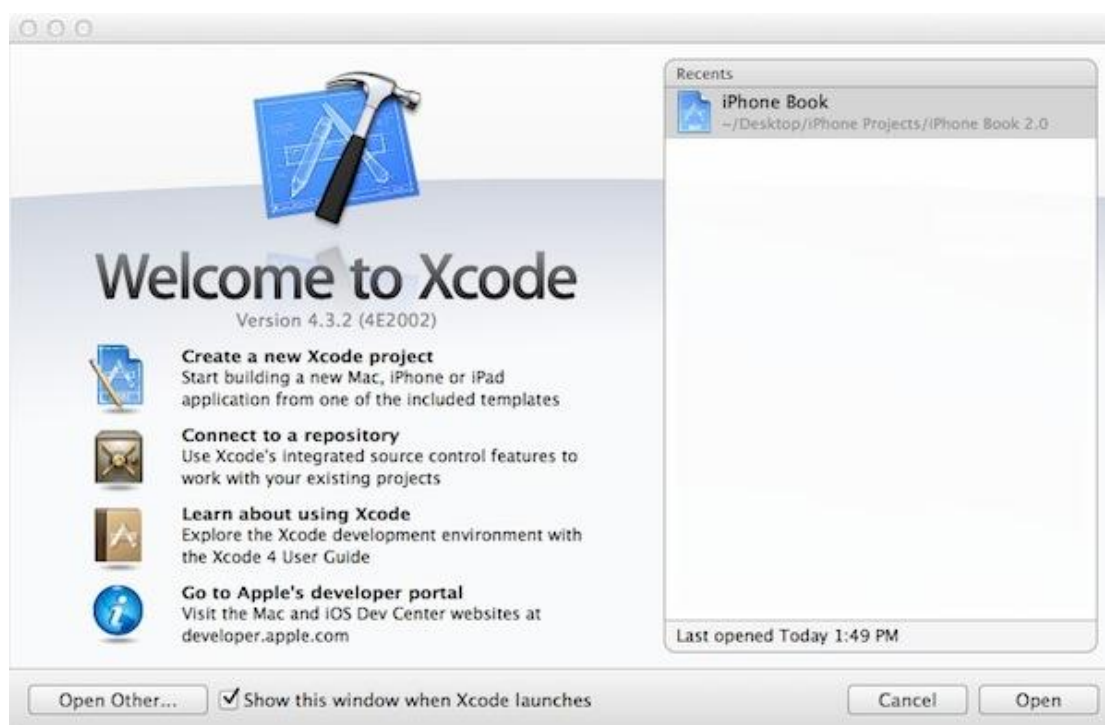 Welcome to Xcode
Version 4.3.2 (4E2002)
Create a new Xcode project
Start building a new Mac, iPhone or iPad
application from one of the included templates
Connect to a repository
Use Xcode's integrated source control features to
work with your existing projects
Learn about using Xcode
Explore the Xcode development environment with
the Xcode 4 User Guide
Go to Apple's developer portal
Visit the Mac and iOS Dev Center websites at
developer.apple.com
Recents
iPhone Book
~/Desktop/iPhone Projects/iPhone Book 2.0
Last opened Today 1:49 PM
Open Other...
Show this window when Xcode launches
Cancel
Open